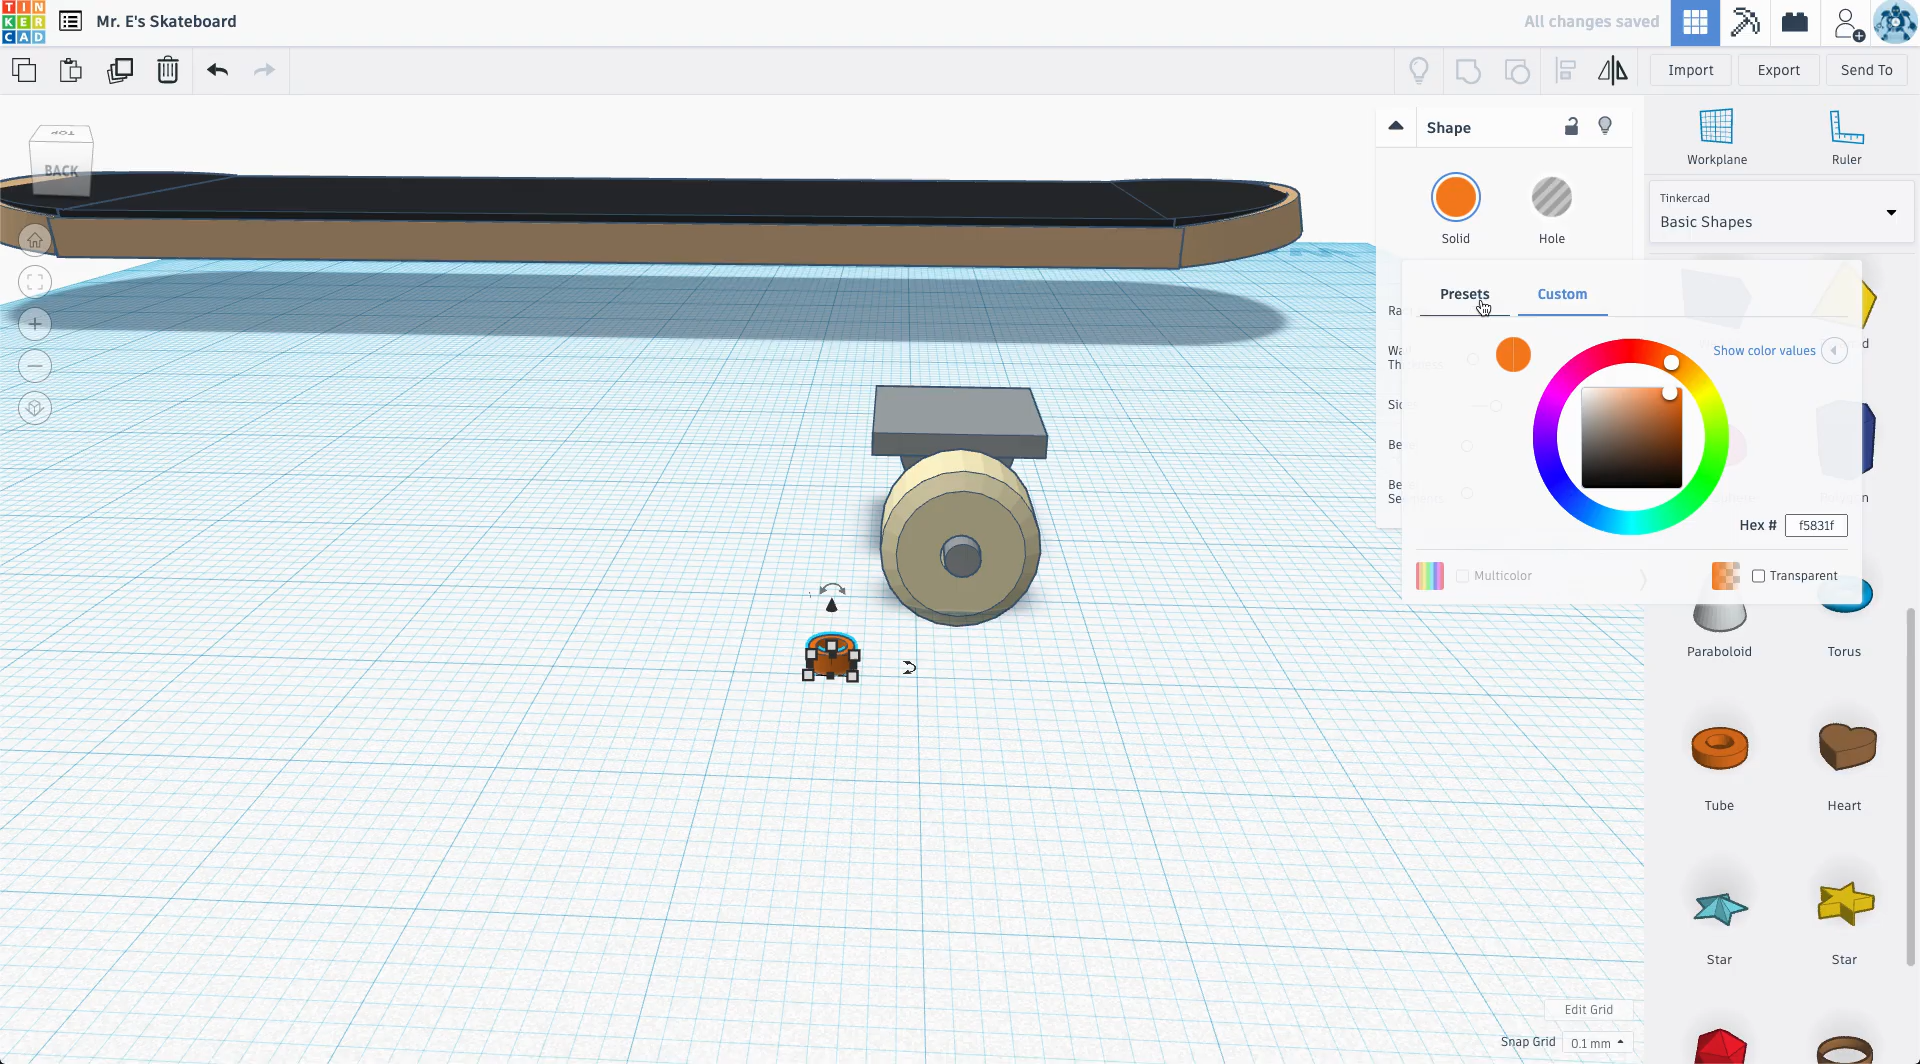 TIN
KER
CAD
Mr. E's Skateboard
All changes saved
Import
Export
Send To
TOP
BACK
Shape
Solid
Hole
Workplane
Ruler
Tinkercad
Basic Shapes
Presets
Custom
Show color values
Hex #
f5831f
Multicolor
Transparent
Paraboloid
Torus
Tube
Heart
Star
Star
Edit Grid
Snap Grid
0.1 mm